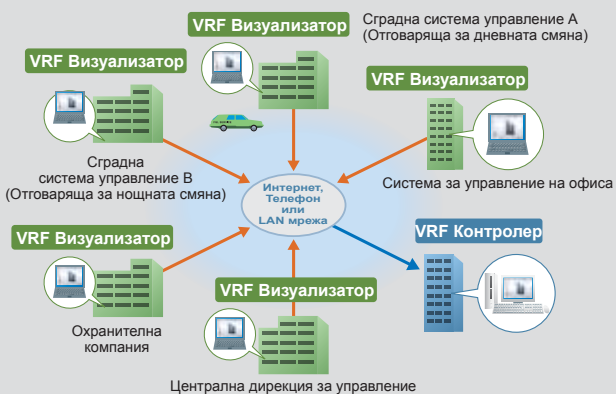 VRF Визуализатор
Сградна система управление A
(Отговаряща за дневната смяна)
VRF Визуализатор
Сградна
система управление B
(Отговаряща за нощната смяна)
VRF Визуализатор
Система за управление на офиса
Интернет,
Телефон
или
LAN мрежа
VRF Визуализатор
Охранителна
компания
VRF Визуализатор
Централна дирекция за управление
VRF Контролер